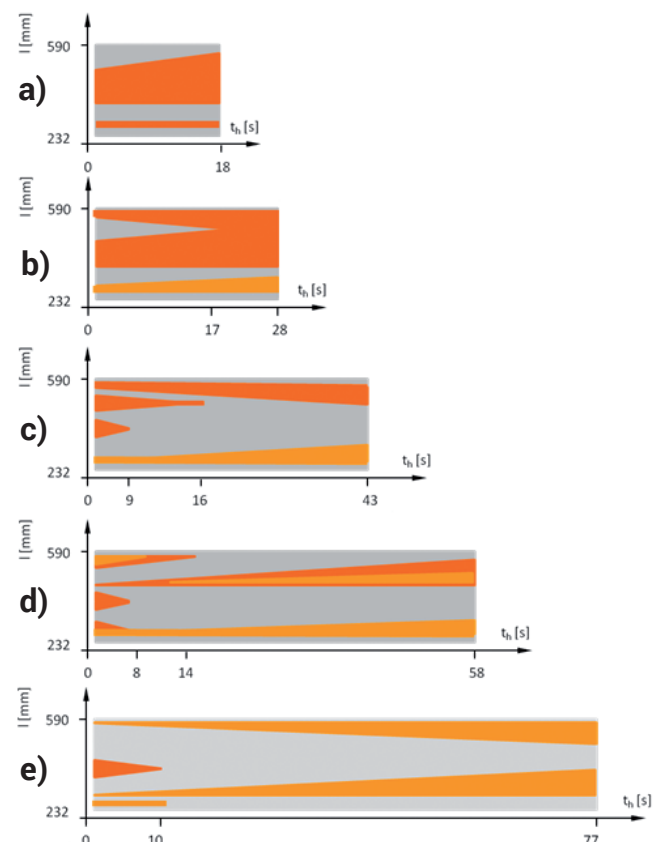 l [mm]
590
a)
232
t_h [s]
0 18
l [mm]
590
b)
232
t_h [s]
0 17 28
l [mm]
590
c)
232
t_h [s]
0 9 16 43
l [mm]
590
d)
232
t_h [s]
0 8 14 58
l [mm]
590
e)
232
t_h [s]
0 10 77